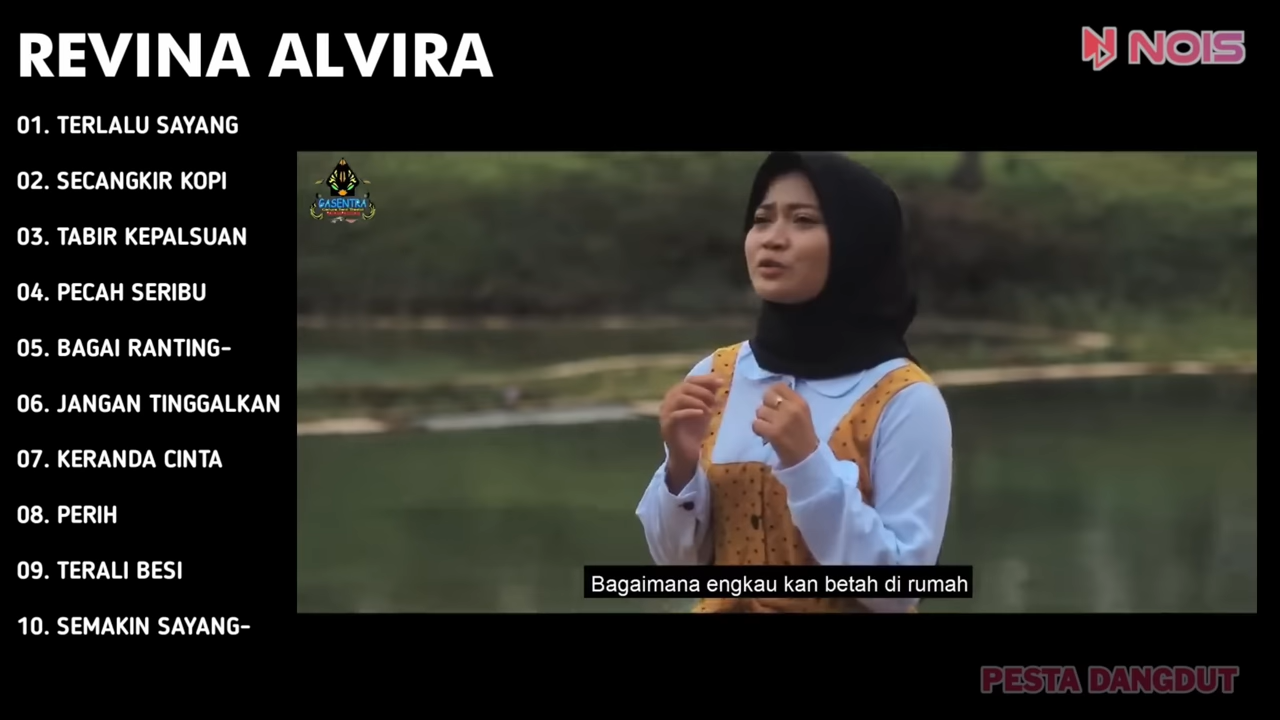 REVINA ALVIRA
NOIS
01. TERLALU SAYANG
02. SECANGKIR KOPI
03. TABIR KEPALSUAN
04. PECAH SERIBU
05. BAGAI RANTING-
06. JANGAN TINGGALKAN
07. KERANDA CINTA
08. PERIH
09. TERALI BESI
10. SEMAKIN SAYANG-
GASENTRA
Bagaimana engkau kan betah di rumah
PESTA DANGDUT